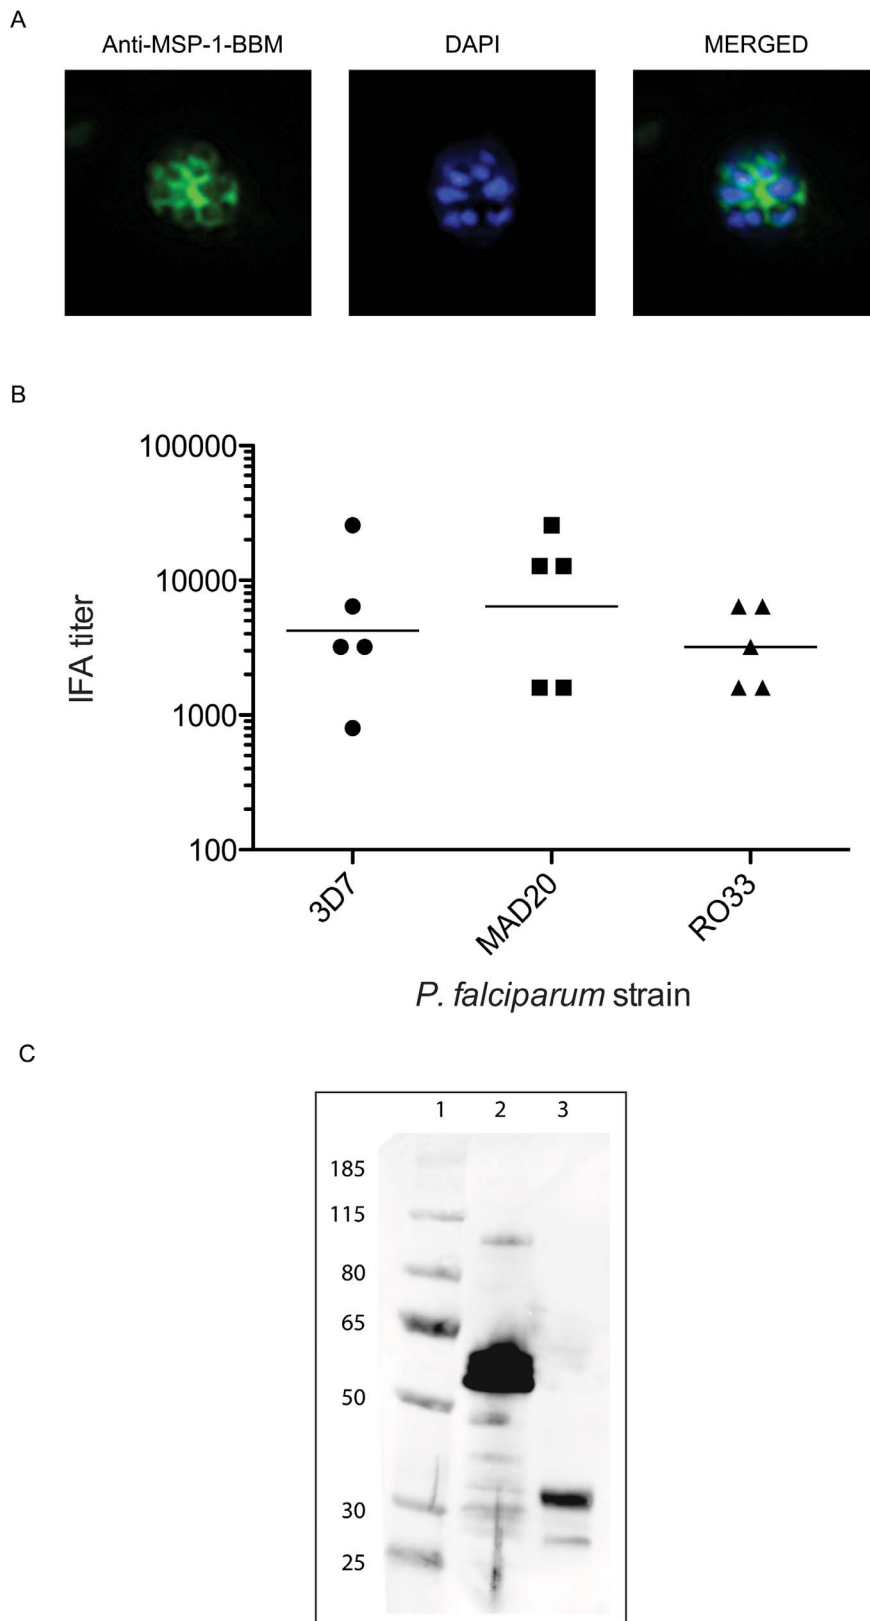 A
Anti-MSP-1-BBM DAPI MERGED
B
100000
10000
1000
100
IFA titer
3D7 MAD20 RO33
P. falciparum strain
C
1 2 3
185
115
80
65
50
30
25